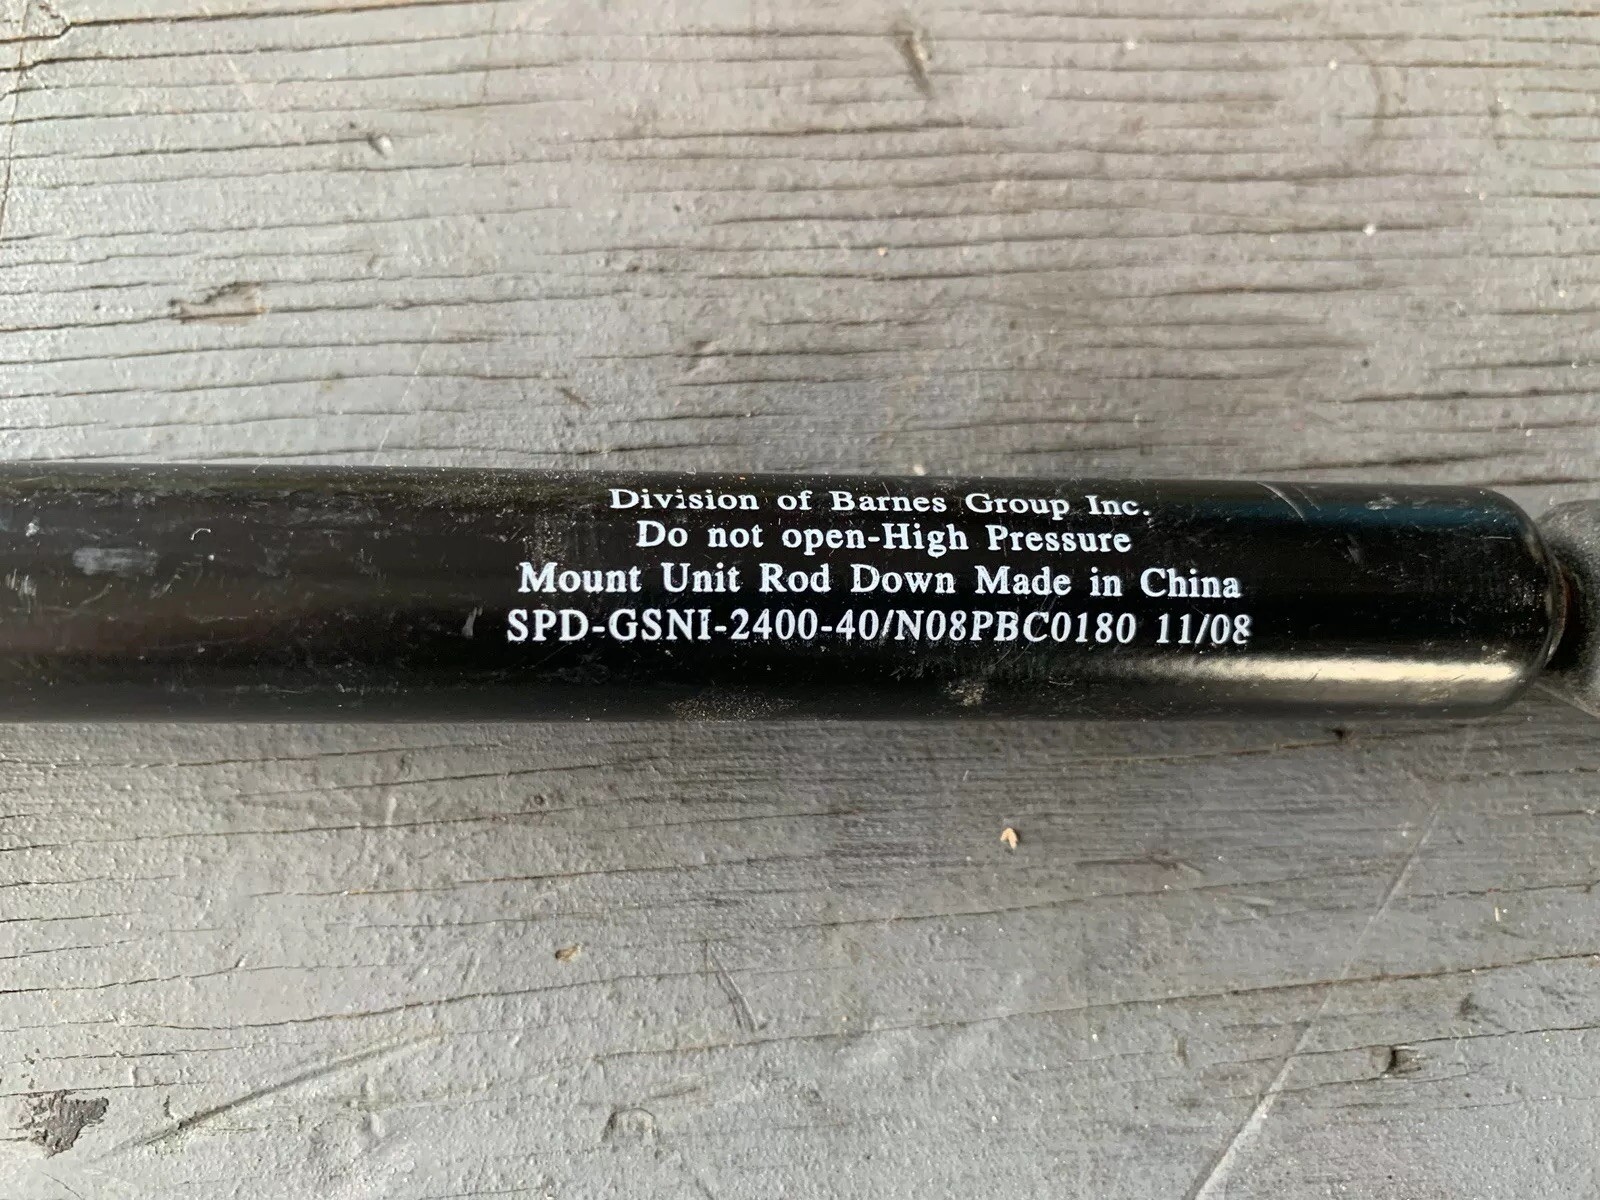 Division of Barnes Group Inc.
Do not open-High Pressure
Mount Unit Rod Down Made in China
SPD-GSNI-2400-40/N08PBC0180 11/08